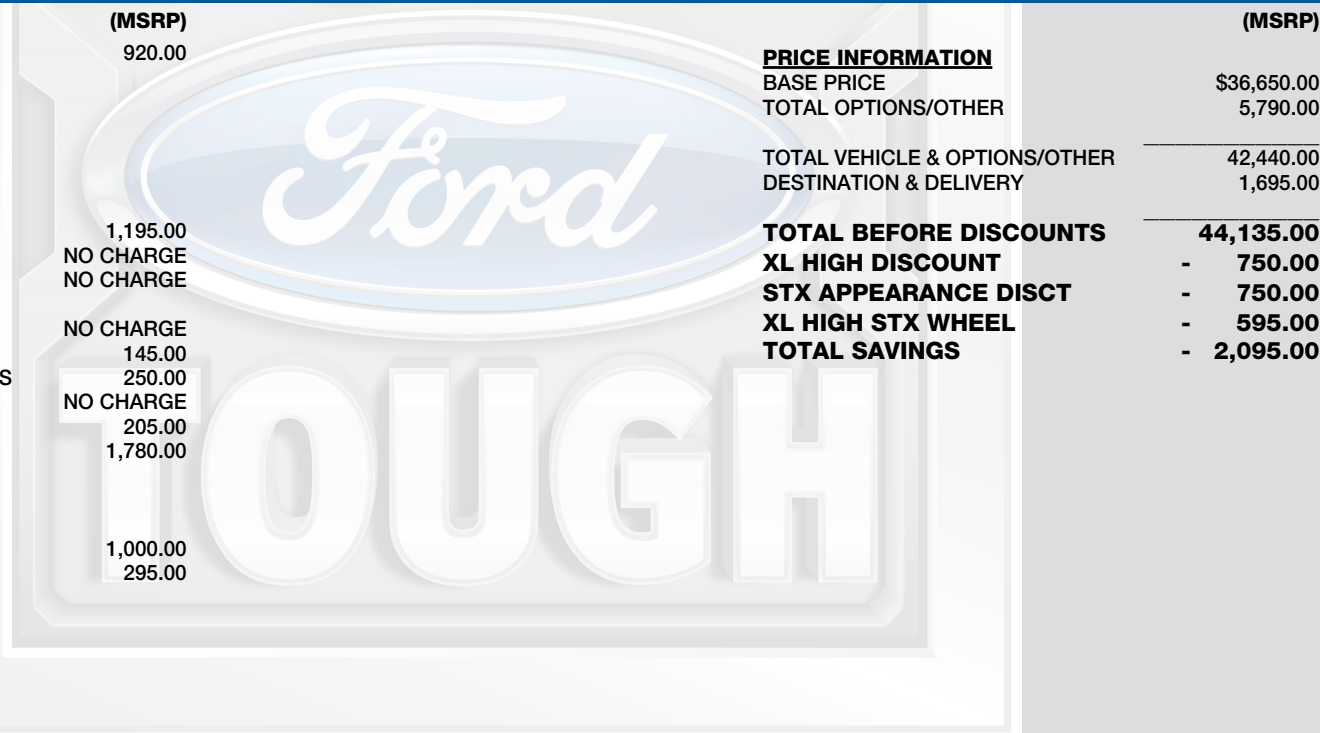 (MSRP)
920.00
1,195.00
NO CHARGE
NO CHARGE
NO CHARGE
145.00
S 250.00
NO CHARGE
205.00
1,780.00
1,000.00
295.00
Ford
TOUGH
(MSRP)
PRICE INFORMATION
BASE PRICE $36,650.00
TOTAL OPTIONS/OTHER 5,790.00
TOTAL VEHICLE & OPTIONS/OTHER 42,440.00
DESTINATION & DELIVERY 1,695.00
TOTAL BEFORE DISCOUNTS 44,135.00
XL HIGH DISCOUNT - 750.00
STX APPEARANCE DISCT - 750.00
XL HIGH STX WHEEL - 595.00
TOTAL SAVINGS - 2,095.00